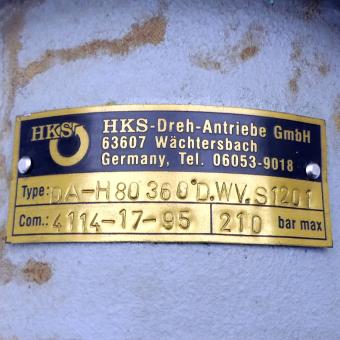 HKS
HKS-Dreh-Antriebe GmbH
63607 Wächtersbach
Germany, Tel. 06053-9018
Type: DA-H80 360°D.WV.S1201
Com.: 4114-17-95 210 bar max